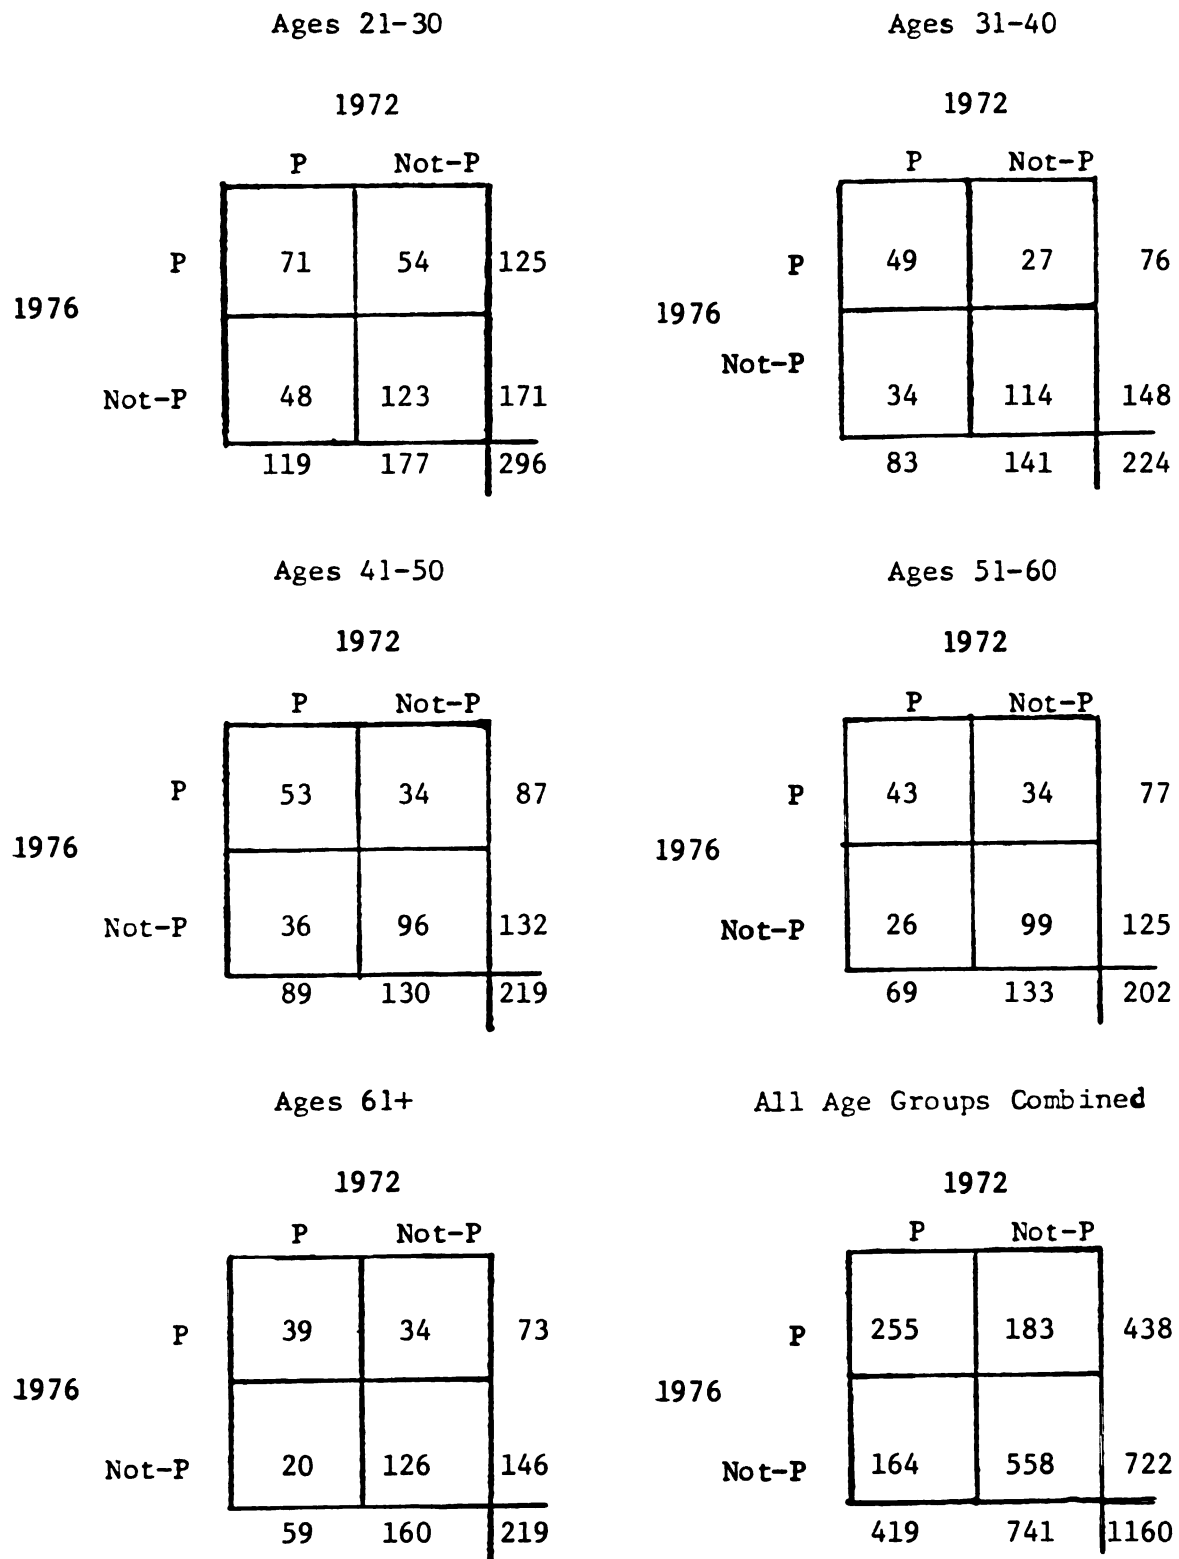 Ages 21-30
1972
P Not-P
P 71 54 125
1976
Not-P 48 123 171
119 177 296
Ages 31-40
1972
P Not-P
P 49 27 76
1976
Not-P
34 114 148
83 141 224
Ages 41-50
1972
P Not-P
P 53 34 87
1976
Not-P 36 96 132
89 130 219
Ages 51-60
1972
P Not-P
P 43 34 77
1976
Not-P 26 99 125
69 133 202
Ages 61+
1972
P Not-P
P 39 34 73
1976
Not-P 20 126 146
59 160 219
All Age Groups Combined
1972
P Not-P
P 255 183 438
1976
Not-P 164 558 722
419 741 1160